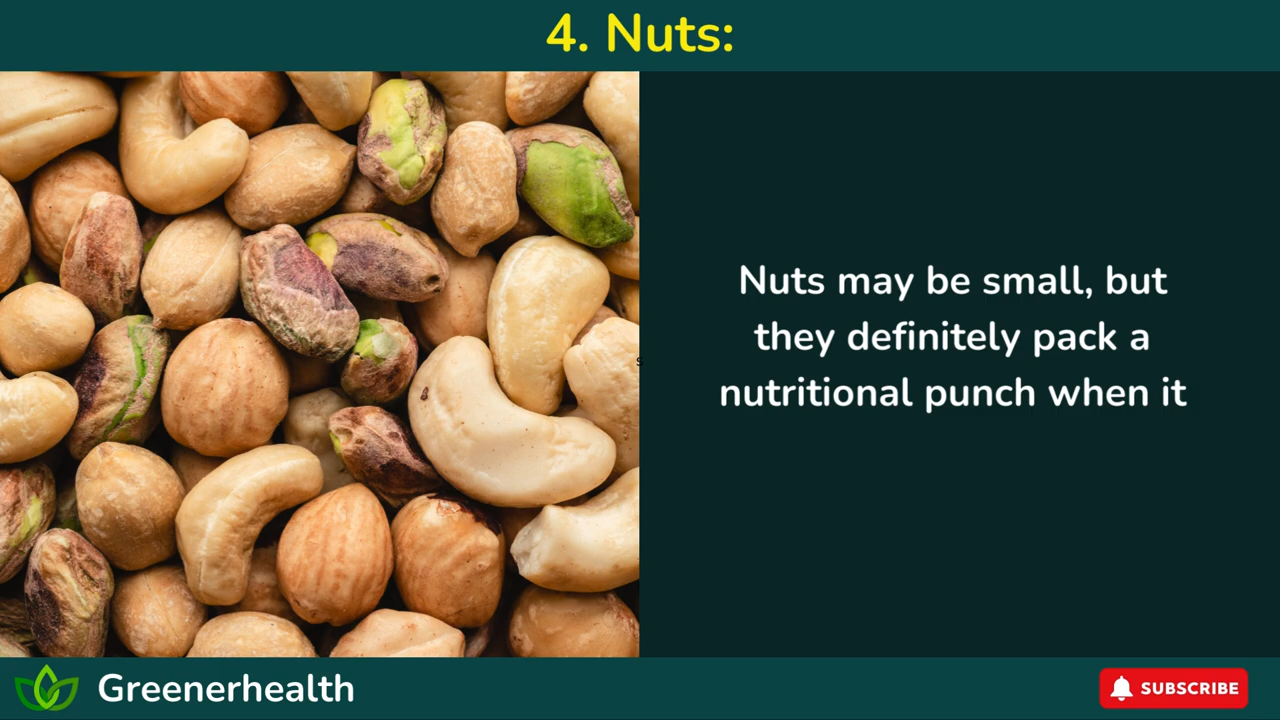 4. Nuts:
Nuts may be small, but
they definitely pack a
nutritional punch when it
Greenerhealth
SUBSCRIBE